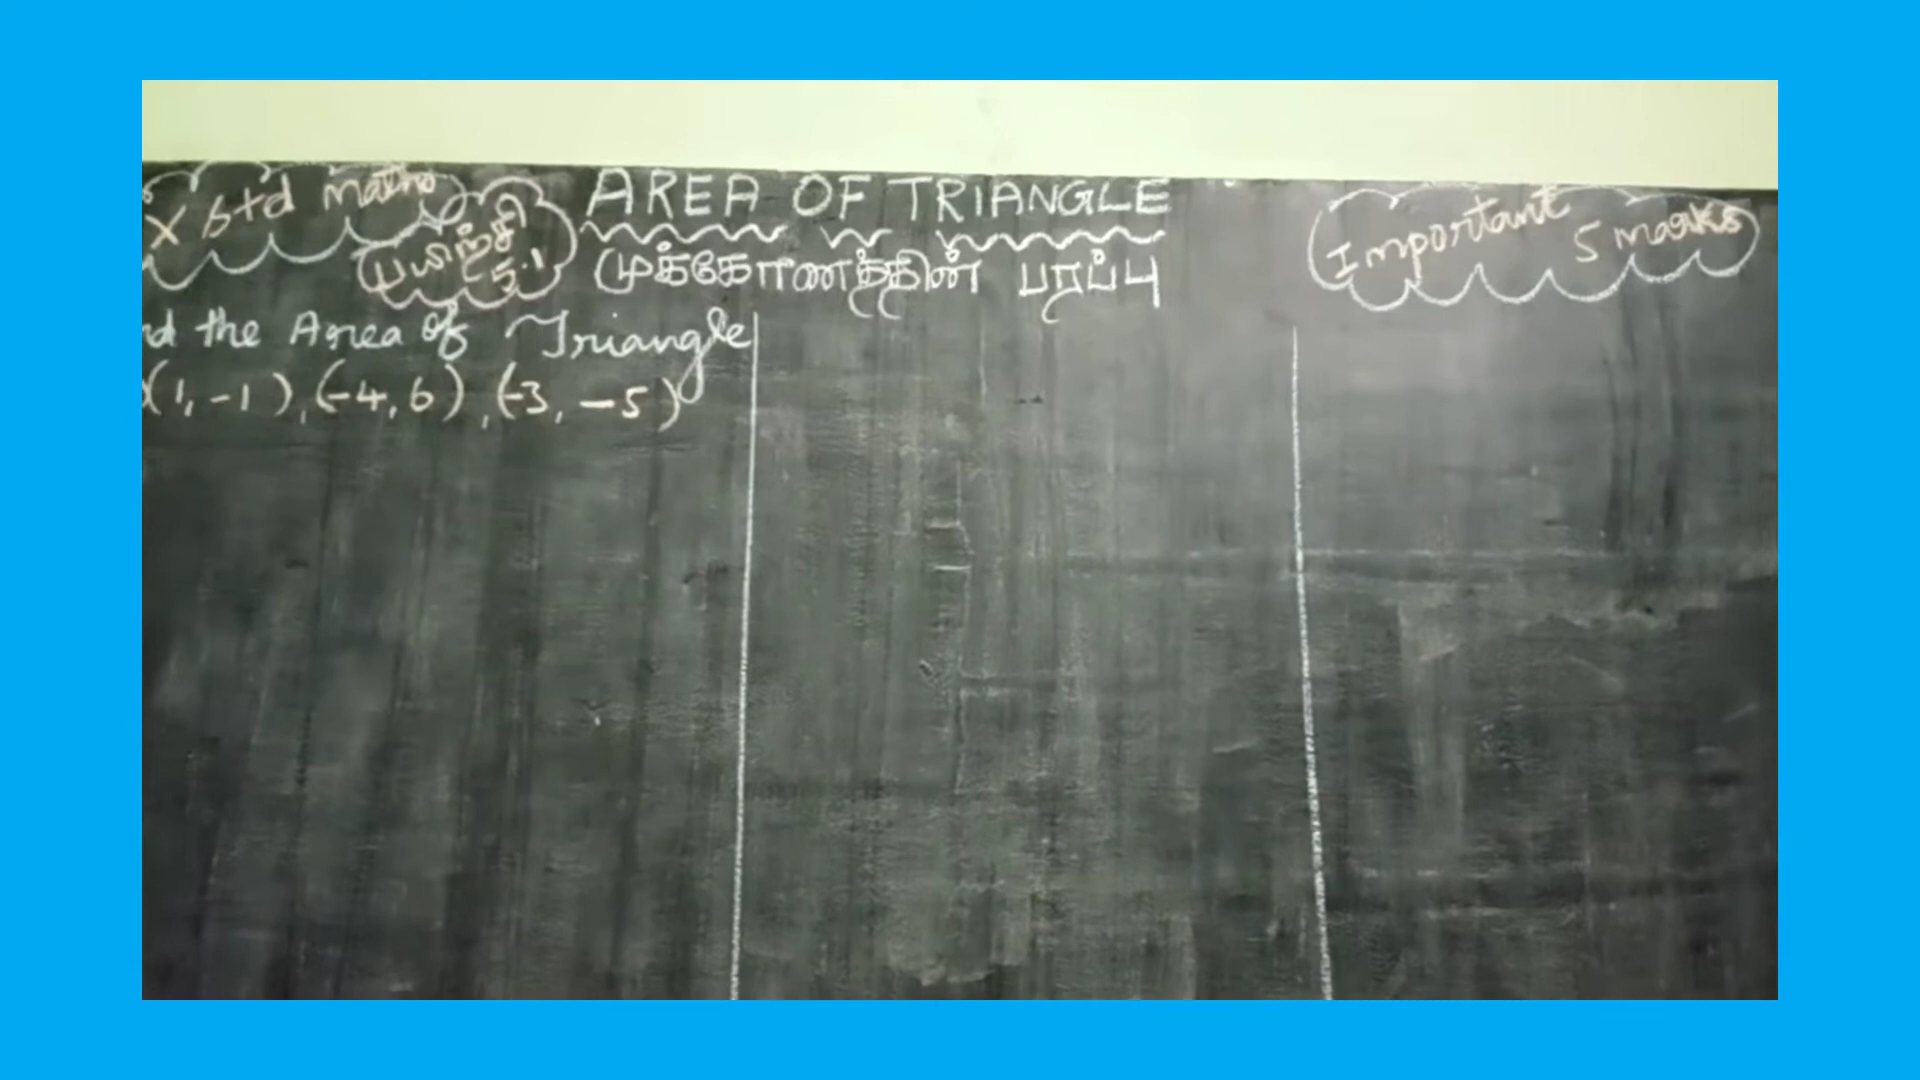 X std maths
பயிற்சி 5.1
AREA OF TRIANGLE
முக்கோணத்தின் பரப்பு
Important 5 marks
nd the Area of Triangle
(1, -1), (-4, 6), (-3, -5)